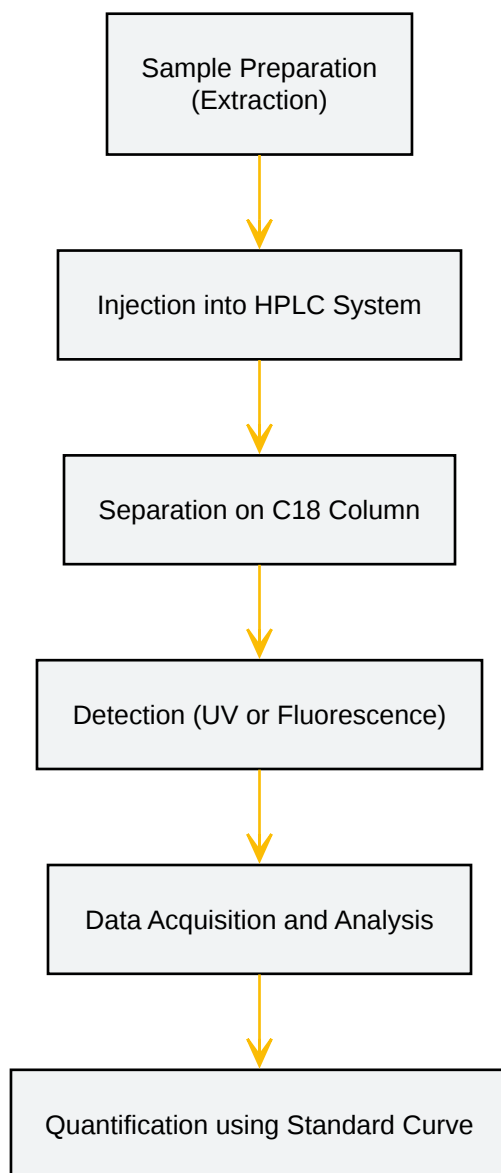 Sample Preparation
(Extraction)
Injection into HPLC System
Separation on C18 Column
Detection (UV or Fluorescence)
Data Acquisition and Analysis
Quantification using Standard Curve